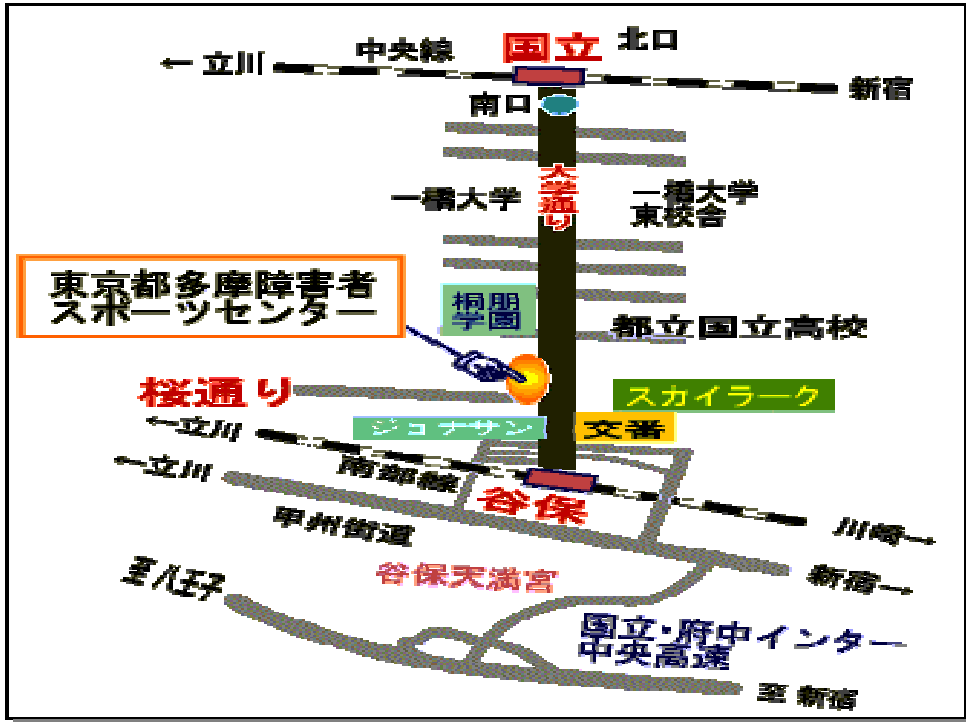 国立
北口
中央線
← 立川
新宿
南口
大学通り
一橋大学
一橋大学
東校舎
東京都多摩障害者
スポーツセンター
桐朋
学園
都立国立高校
桜通り
スカイラーク
ジョナサン
交番
←立川
←立川
南部線
谷保
川崎→
甲州街道
新宿→
谷保天満宮
至八王子
国立・府中インター
中央高速
至 新宿